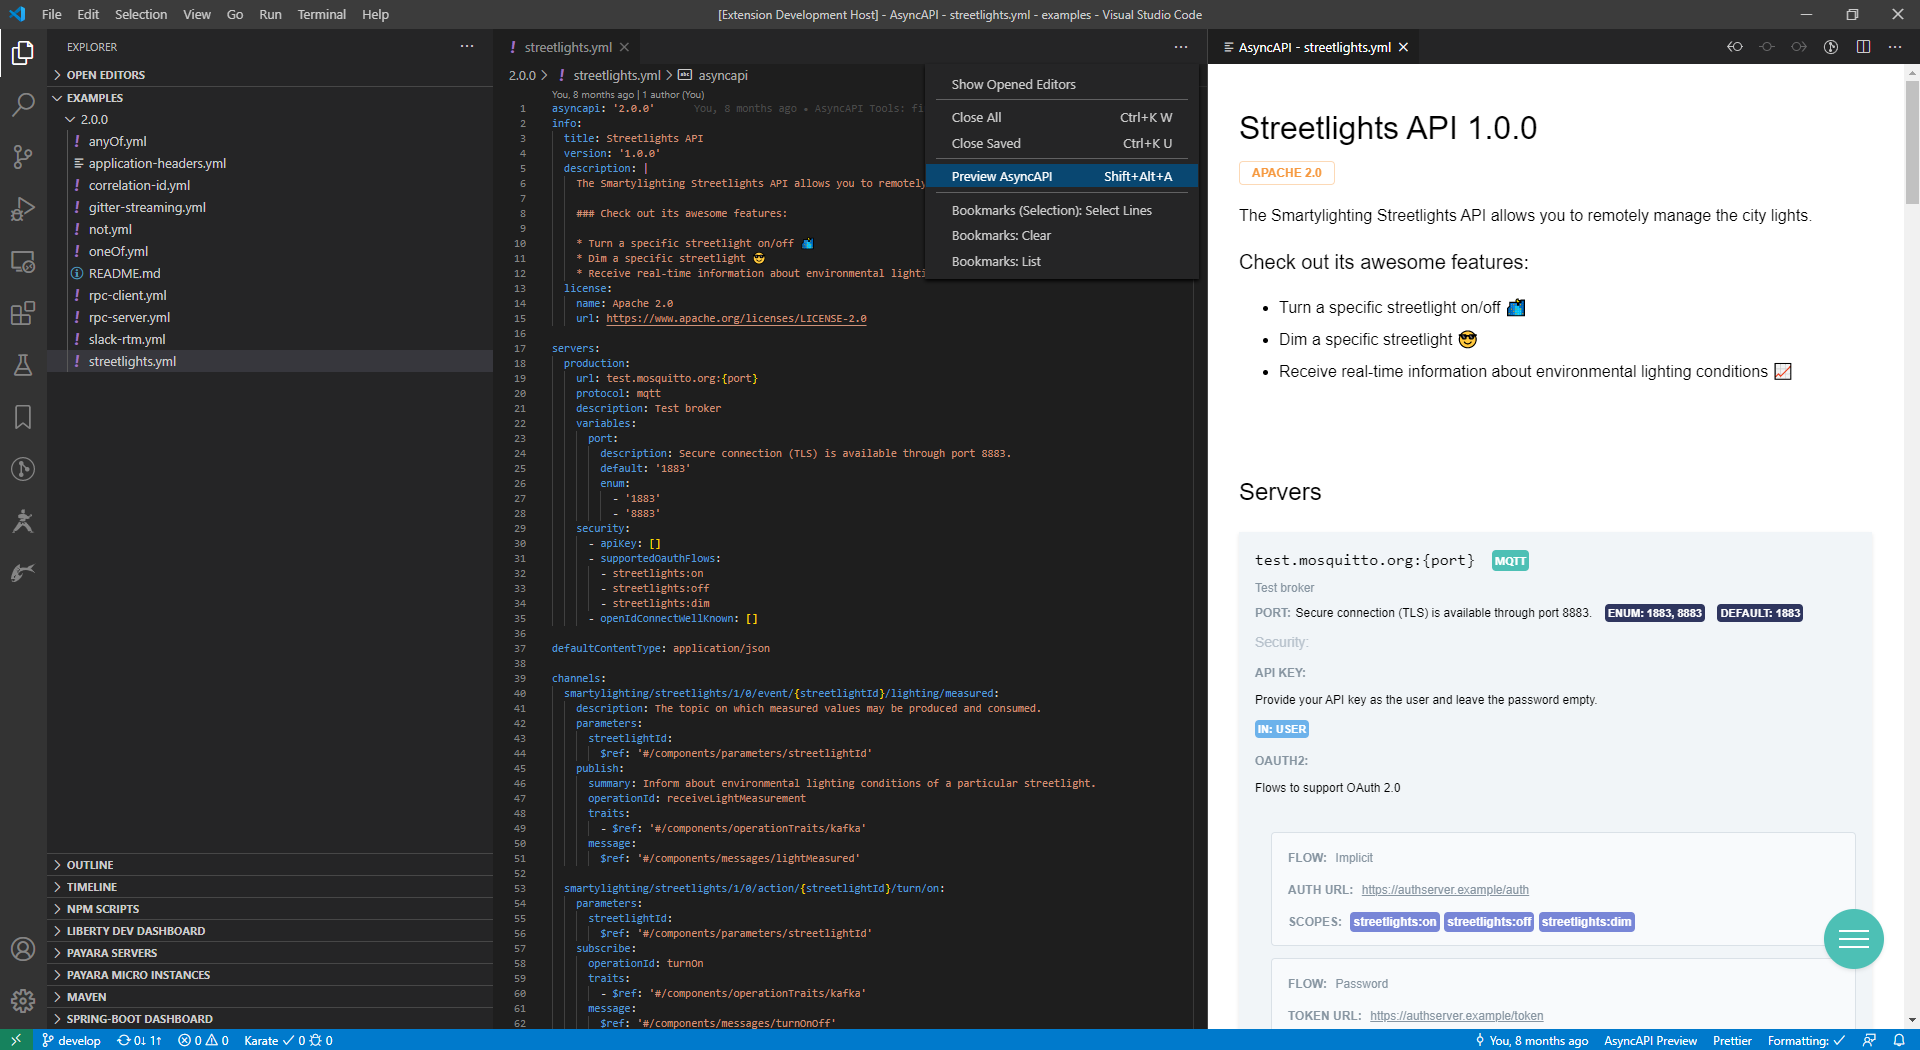 File Edit Selection View Go Run Terminal Help
[Extension Development Host] - AsyncAPI - streetlights.yml - examples - Visual Studio Code
EXPLORER
OPEN EDITORS
EXAMPLES
2.0.0
anyOf.yml
application-headers.yml
correlation-id.yml
gitter-streaming.yml
not.yml
oneOf.yml
README.md
rpc-client.yml
rpc-server.yml
slack-rtm.yml
streetlights.yml
OUTLINE
TIMELINE
NPM SCRIPTS
LIBERTY DEV DASHBOARD
PAYARA SERVERS
PAYARA MICRO INSTANCES
MAVEN
SPRING-BOOT DASHBOARD
streetlights.yml
2.0.0 > ! streetlights.yml > asyncapi
You, 8 months ago | 1 author (You)
1 asyncapi: '2.0.0' You, 8 months ago • AsyncAPI Tools: fi
2 info:
3 title: Streetlights API
4 version: '1.0.0'
5 description: |
6 The Smartylighting Streetlights API allows you to remotely
7
8 ### Check out its awesome features:
9
10 * Turn a specific streetlight on/off 🌃
11 * Dim a specific streetlight 😎
12 * Receive real-time information about environmental lighti
13 license:
14 name: Apache 2.0
15 url: https://www.apache.org/licenses/LICENSE-2.0
16
17 servers:
18 production:
19 url: test.mosquitto.org:{port}
20 protocol: mqtt
21 description: Test broker
22 variables:
23 port:
24 description: Secure connection (TLS) is available through port 8883.
25 default: '1883'
26 enum:
27 - '1883'
28 - '8883'
29 security:
30 - apiKey: []
31 - supportedOauthFlows:
32 - streetlights:on
33 - streetlights:off
34 - streetlights:dim
35 - openIdConnectWellKnown: []
36
37 defaultContentType: application/json
38
39 channels:
40 smartylighting/streetlights/1/0/event/{streetlightId}/lighting/measured:
41 description: The topic on which measured values may be produced and consumed.
42 parameters:
43 streetlightId:
44 $ref: '#/components/parameters/streetlightId'
45 publish:
46 summary: Inform about environmental lighting conditions of a particular streetlight.
47 operationId: receiveLightMeasurement
48 traits:
49 - $ref: '#/components/operationTraits/kafka'
50 message:
51 $ref: '#/components/messages/lightMeasured'
52
53 smartylighting/streetlights/1/0/action/{streetlightId}/turn/on:
54 parameters:
55 streetlightId:
56 $ref: '#/components/parameters/streetlightId'
57 subscribe:
58 operationId: turnOn
59 traits:
60 - $ref: '#/components/operationTraits/kafka'
61 message:
62 $ref: '#/components/messages/turnOnOff'
Show Opened Editors
Close All Ctrl+K W
Close Saved Ctrl+K U
Preview AsyncAPI Shift+Alt+A
Bookmarks (Selection): Select Lines
Bookmarks: Clear
Bookmarks: List
AsyncAPI - streetlights.yml
Streetlights API 1.0.0
APACHE 2.0
The Smartylighting Streetlights API allows you to remotely manage the city lights.
Check out its awesome features:
• Turn a specific streetlight on/off 🌃
• Dim a specific streetlight 😎
• Receive real-time information about environmental lighting conditions 📈
Servers
test.mosquitto.org:{port} MQTT
Test broker
PORT: Secure connection (TLS) is available through port 8883. ENUM: 1883, 8883 DEFAULT: 1883
Security:
API KEY:
Provide your API key as the user and leave the password empty.
IN: USER
OAUTH2:
Flows to support OAuth 2.0
FLOW: Implicit
AUTH URL: https://authserver.example/auth
SCOPES: streetlights:on streetlights:off streetlights:dim
FLOW: Password
TOKEN URL: https://authserver.example/token
develop 0↓ 1↑ 0 0 Karate ✓ 0 0
You, 8 months ago AsyncAPI Preview Prettier Formatting: ✓